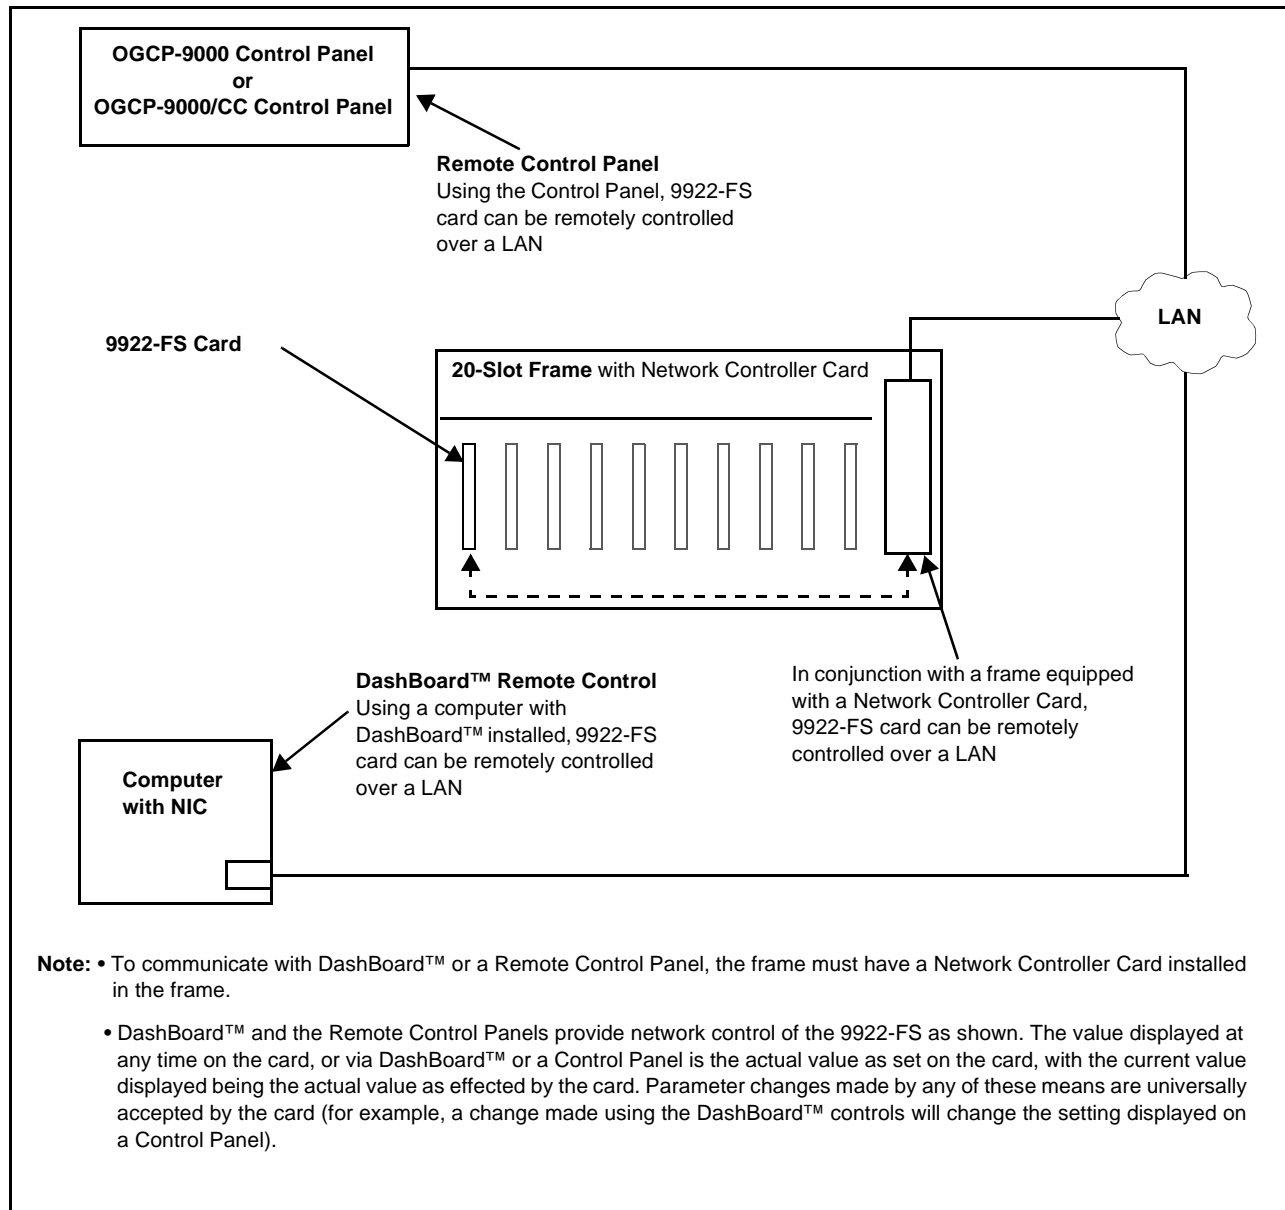 OGCP-9000 Control Panel
or
OGCP-9000/CC Control Panel
Remote Control Panel
Using the Control Panel, 9922-FS
card can be remotely controlled
over a LAN
LAN
9922-FS Card
20-Slot Frame with Network Controller Card
DashBoard™ Remote Control
Using a computer with
DashBoard™ installed, 9922-FS
card can be remotely controlled
over a LAN
In conjunction with a frame equipped
with a Network Controller Card,
9922-FS card can be remotely
controlled over a LAN
Computer
with NIC
Note: • To communicate with DashBoard™ or a Remote Control Panel, the frame must have a Network Controller Card installed
in the frame.
• DashBoard™ and the Remote Control Panels provide network control of the 9922-FS as shown. The value displayed at
any time on the card, or via DashBoard™ or a Control Panel is the actual value as set on the card, with the current value
displayed being the actual value as effected by the card. Parameter changes made by any of these means are universally
accepted by the card (for example, a change made using the DashBoard™ controls will change the setting displayed on
a Control Panel).